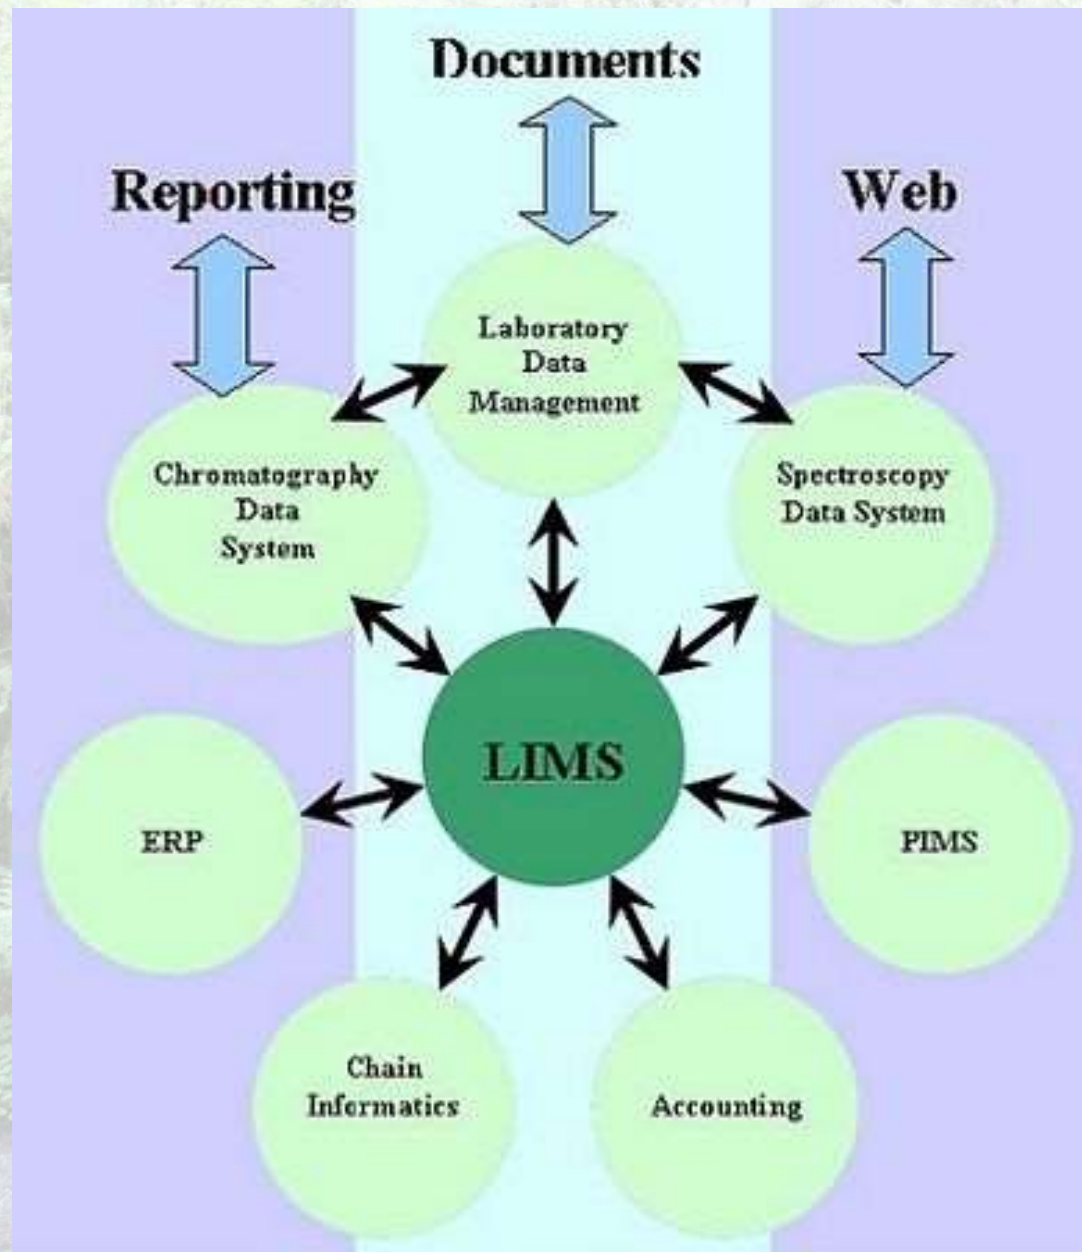 Documents
Reporting
Web
Laboratory
Data
Management
Chromatography
Data
System
Spectroscopy
Data System
LIMS
ERP
PIMS
Chain
Informatics
Accounting